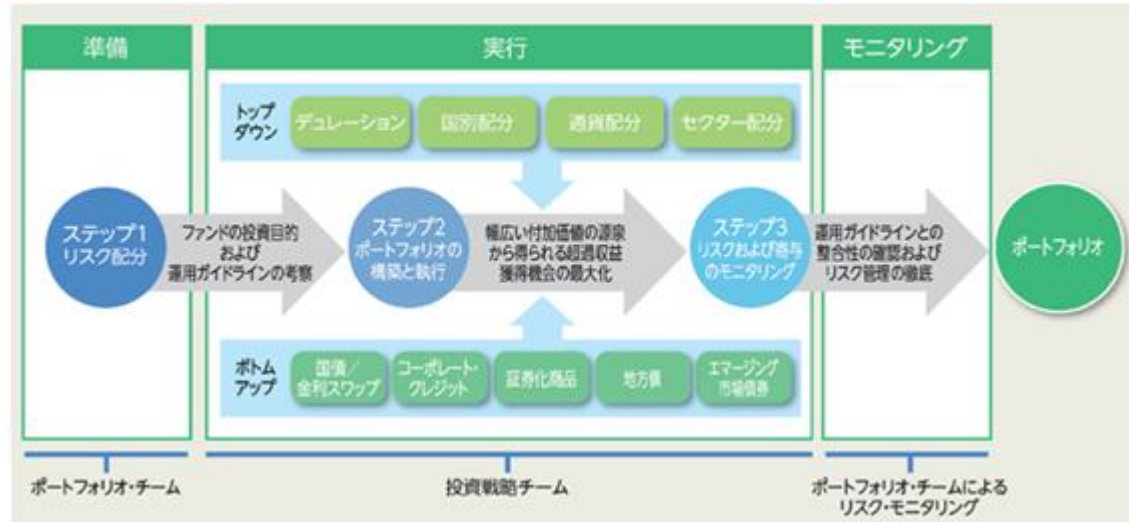 準備
実行
モニタリング
トップ
ダウン
デュレーション
国別配分
通貨配分
セクター配分
ステップ1
リスク配分
ファンドの投資目的
および
運用ガイドラインの考察
ステップ2
ポートフォリオの
構築と執行
幅広い付加価値の源泉
から得られる超過収益
獲得機会の最大化
ステップ3
リスクおよび寄与
のモニタリング
運用ガイドラインとの
整合性の確認および
リスク管理の徹底
ポートフォリオ
ボトム
アップ
国債／
金利スワップ
コーポレート・
クレジット
証券化商品
地方債
エマージング
市場債券
ポートフォリオ・チーム
投資戦略チーム
ポートフォリオ・チームによる
リスク・モニタリング